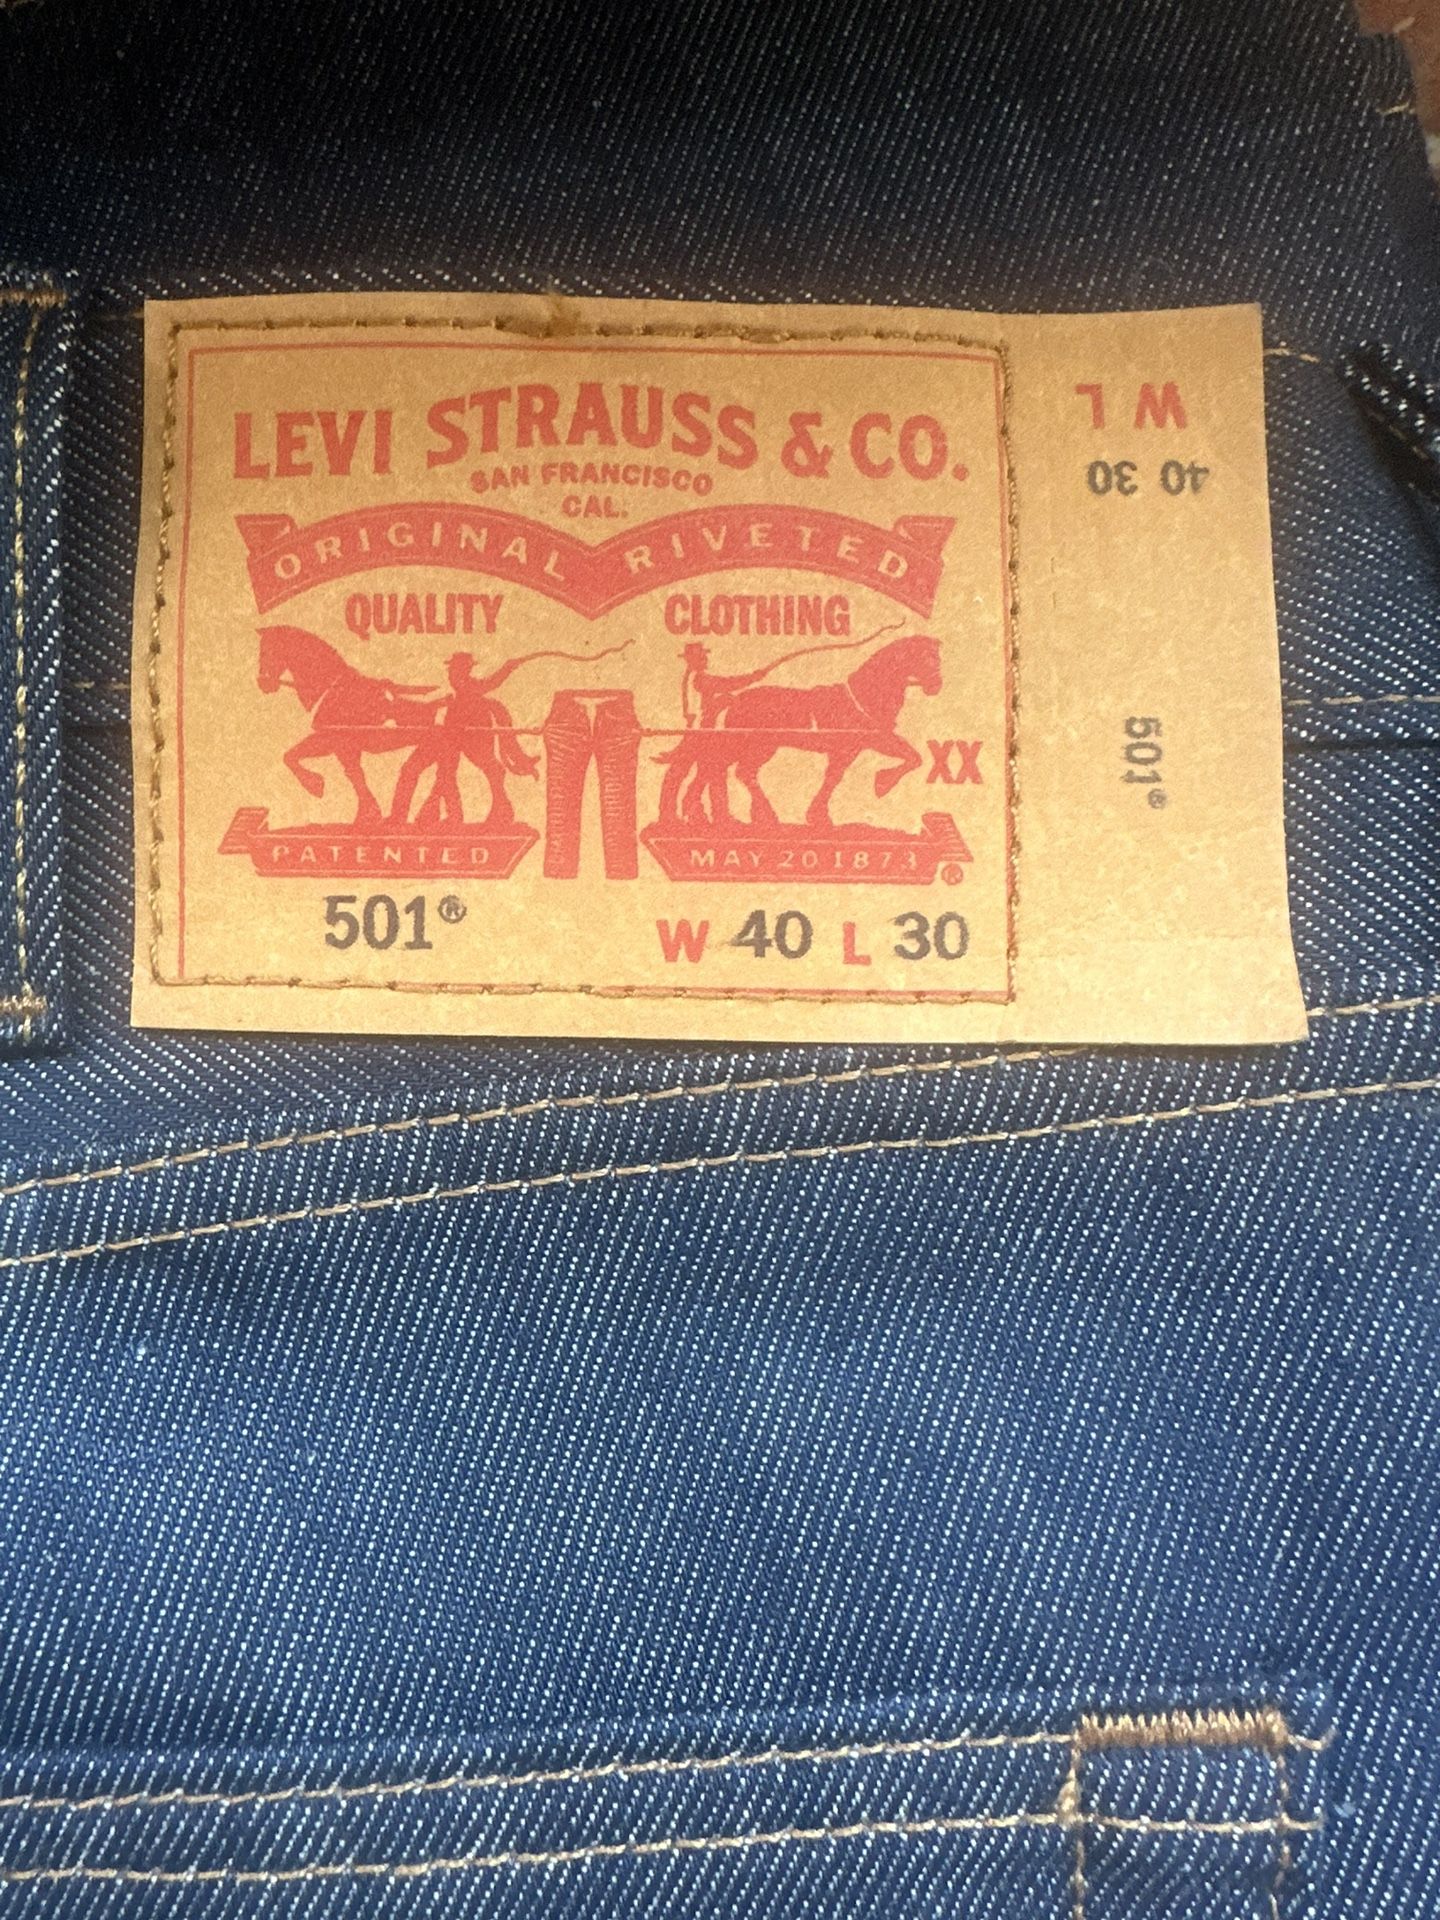 LEVI STRAUSS & CO.
SAN FRANCISCO
CAL.
ORIGINAL RIVETED
QUALITY CLOTHING
XX
PATENTED MAY 20 1873 ®
501® W 40 L 30
W L
40 30
501®